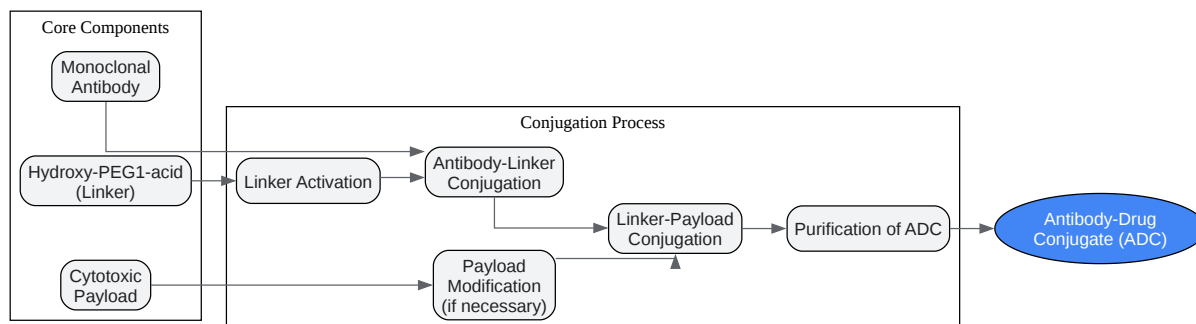 Core Components
Monoclonal
Antibody
Hydroxy-PEG1-acid
(Linker)
Cytotoxic
Payload
Conjugation Process
Linker Activation
Antibody-Linker
Conjugation
Linker-Payload
Conjugation
Payload
Modification
(if necessary)
Purification of ADC
Antibody-Drug
Conjugate (ADC)